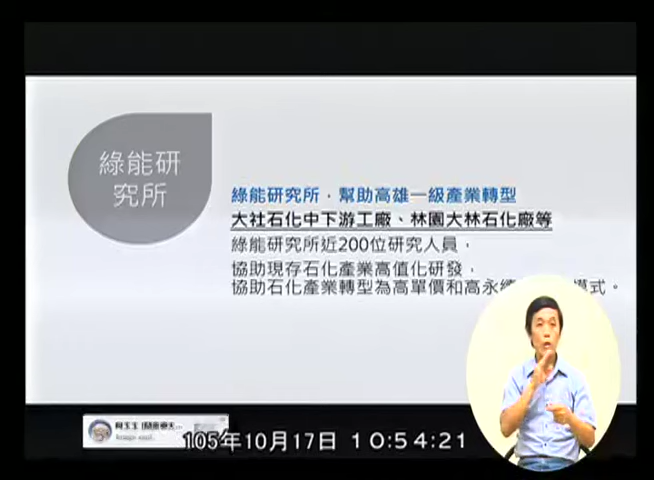 綠能研
究所
綠能研究所，幫助高雄一級產業轉型
大社石化中下游工廠、林園大林石化廠等
綠能研究所近200位研究人員，
協助現存石化產業高值化研發，
協助石化產業轉型為高單價和高永續 式。
105年10月17日 10:54:21